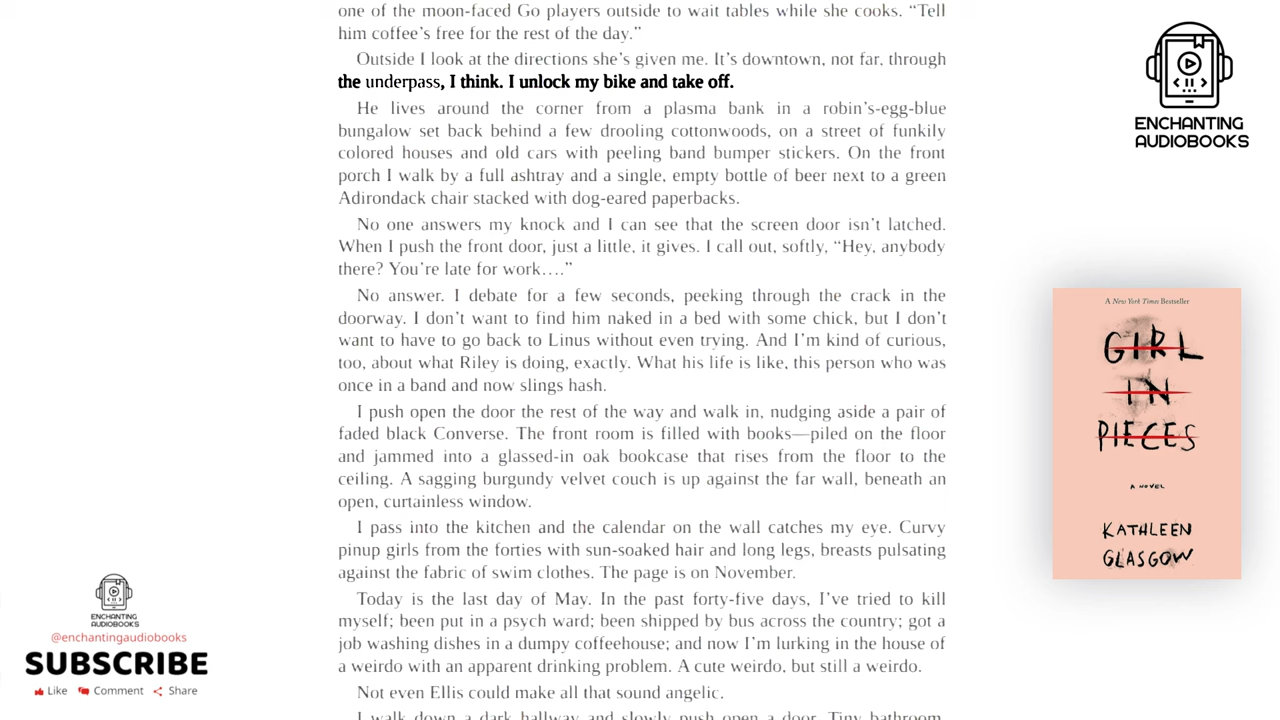 one of the moon-faced Go players outside to wait tables while she cooks. “Tell
him coffee’s free for the rest of the day.”
Outside I look at the directions she’s given me. It’s downtown, not far, through
the underpass, I think. I unlock my bike and take off.
He lives around the corner from a plasma bank in a robin’s-egg-blue
bungalow set back behind a few drooling cottonwoods, on a street of funkily
colored houses and old cars with peeling band bumper stickers. On the front
porch I walk by a full ashtray and a single, empty bottle of beer next to a green
Adirondack chair stacked with dog-eared paperbacks.
No one answers my knock and I can see that the screen door isn’t latched.
When I push the front door, just a little, it gives. I call out, softly, “Hey, anybody
there? You’re late for work….”
No answer. I debate for a few seconds, peeking through the crack in the
doorway. I don’t want to find him naked in a bed with some chick, but I don’t
want to have to go back to Linus without even trying. And I’m kind of curious,
too, about what Riley is doing, exactly. What his life is like, this person who was
once in a band and now slings hash.
I push open the door the rest of the way and walk in, nudging aside a pair of
faded black Converse. The front room is filled with books—piled on the floor
and jammed into a glassed-in oak bookcase that rises from the floor to the
ceiling. A sagging burgundy velvet couch is up against the far wall, beneath an
open, curtainless window.
I pass into the kitchen and the calendar on the wall catches my eye. Curvy
pinup girls from the forties with sun-soaked hair and long legs, breasts pulsating
against the fabric of swim clothes. The page is on November.
Today is the last day of May. In the past forty-five days, I’ve tried to kill
myself; been put in a psych ward; been shipped by bus across the country; got a
job washing dishes in a dumpy coffeehouse; and now I’m lurking in the house of
a weirdo with an apparent drinking problem. A cute weirdo, but still a weirdo.
Not even Ellis could make all that sound angelic.
I walk down a dark hallway and slowly push open a door. Tiny bathroom,
ENCHANTING
AUDIOBOOKS
A New York Times Bestseller
GIRL
IN
PIECES
A NOVEL
KATHLEEN
GLASGOW
ENCHANTING
AUDIOBOOKS
@enchantingaudiobooks
SUBSCRIBE
Like Comment Share